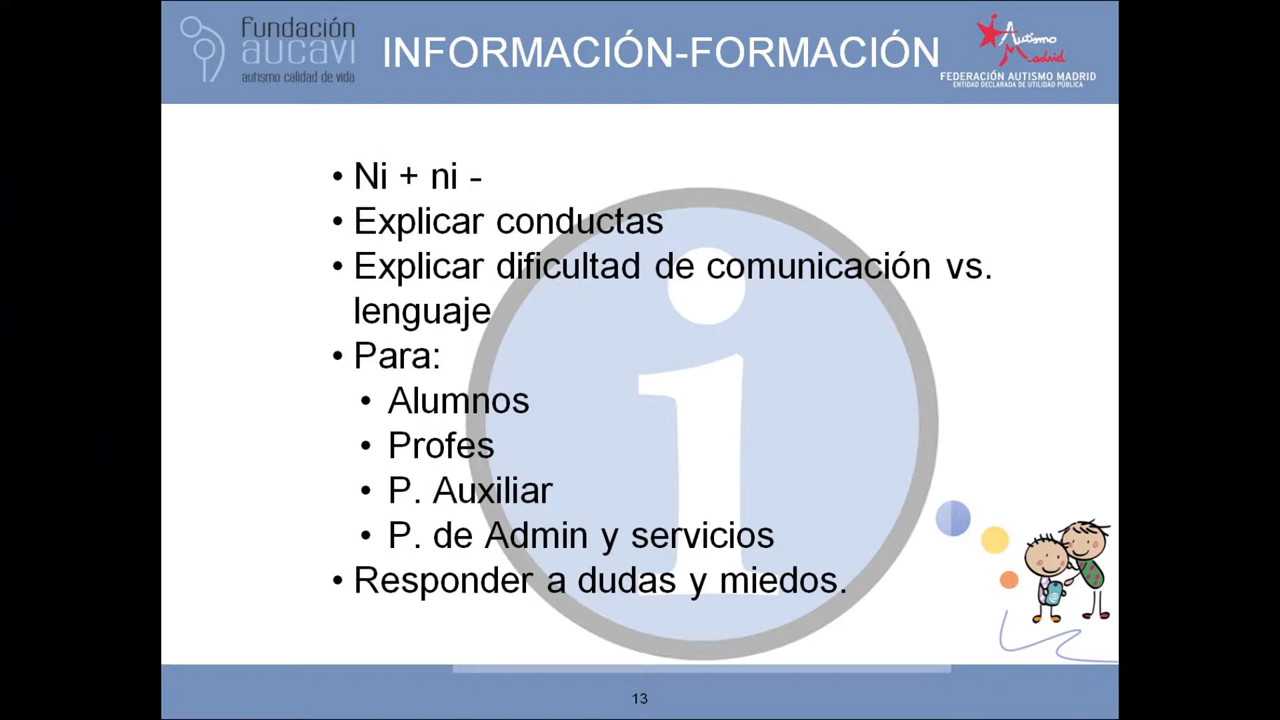 fundación
aucavi
autismo calidad de vida
INFORMACIÓN-FORMACIÓN
Autismo
Madrid
FEDERACIÓN AUTISMO MADRID
ENTIDAD DECLARADA DE UTILIDAD PÚBLICA
• Ni + ni -
• Explicar conductas
• Explicar dificultad de comunicación vs.
lenguaje
• Para:
• Alumnos
• Profes
• P. Auxiliar
• P. de Admin y servicios
• Responder a dudas y miedos.
13